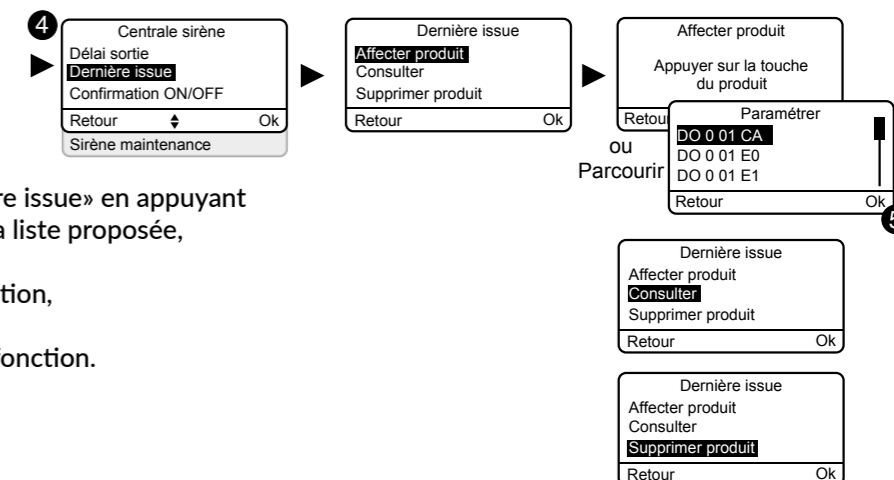 4
Centrale sirène
Délai sortie
Dernière issue
Confirmation ON/OFF
Retour Ok
Sirène maintenance
Dernière issue
Affecter produit
Consulter
Supprimer produit
Retour Ok
Affecter produit
Appuyer sur la touche
du produit
Retou
ou
Parcourir
Paramétrer
DO 0 01 CA
DO 0 01 E0
DO 0 01 E1
Retour Ok
5
re issue» en appuyant
a liste proposée,
tion,
fonction.
Dernière issue
Affecter produit
Consulter
Supprimer produit
Retour Ok
Dernière issue
Affecter produit
Consulter
Supprimer produit
Retour Ok